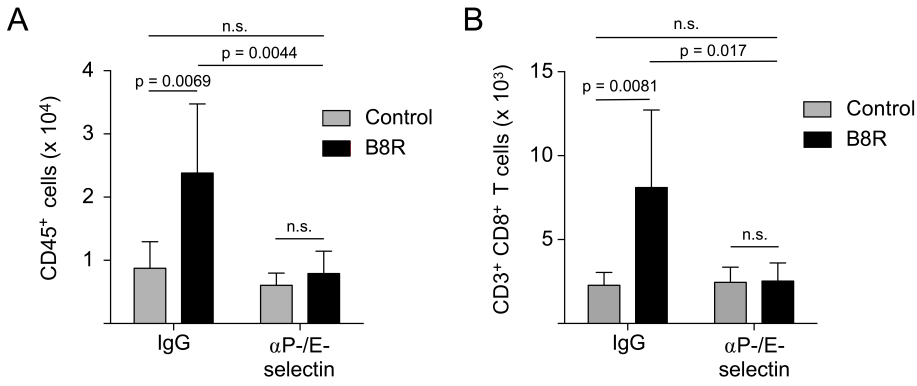 A
n.s.
p = 0.0044
p = 0.0069
4
3
2
1
CD45⁺ cells (x 10⁴)
Control
B8R
n.s.
IgG
αP-/E-
selectin
B
n.s.
p = 0.017
p = 0.0081
15
10
5
CD3⁺ CD8⁺ T cells (x 10³)
Control
B8R
n.s.
IgG
αP-/E-
selectin